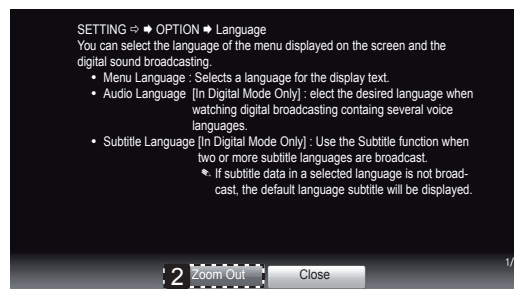 SETTING ⇨ ➡ OPTION ➡ Language
You can select the language of the menu displayed on the screen and the
digital sound broadcasting.
• Menu Language : Selects a language for the display text.
• Audio Language [In Digital Mode Only] : elect the desired language when
watching digital broadcasting containg several voice
languages.
• Subtitle Language [In Digital Mode Only] : Use the Subtitle function when
two or more subtitle languages are broadcast.
✎ If subtitle data in a selected language is not broad-
cast, the default language subtitle will be displayed.
1/
2 Zoom Out Close